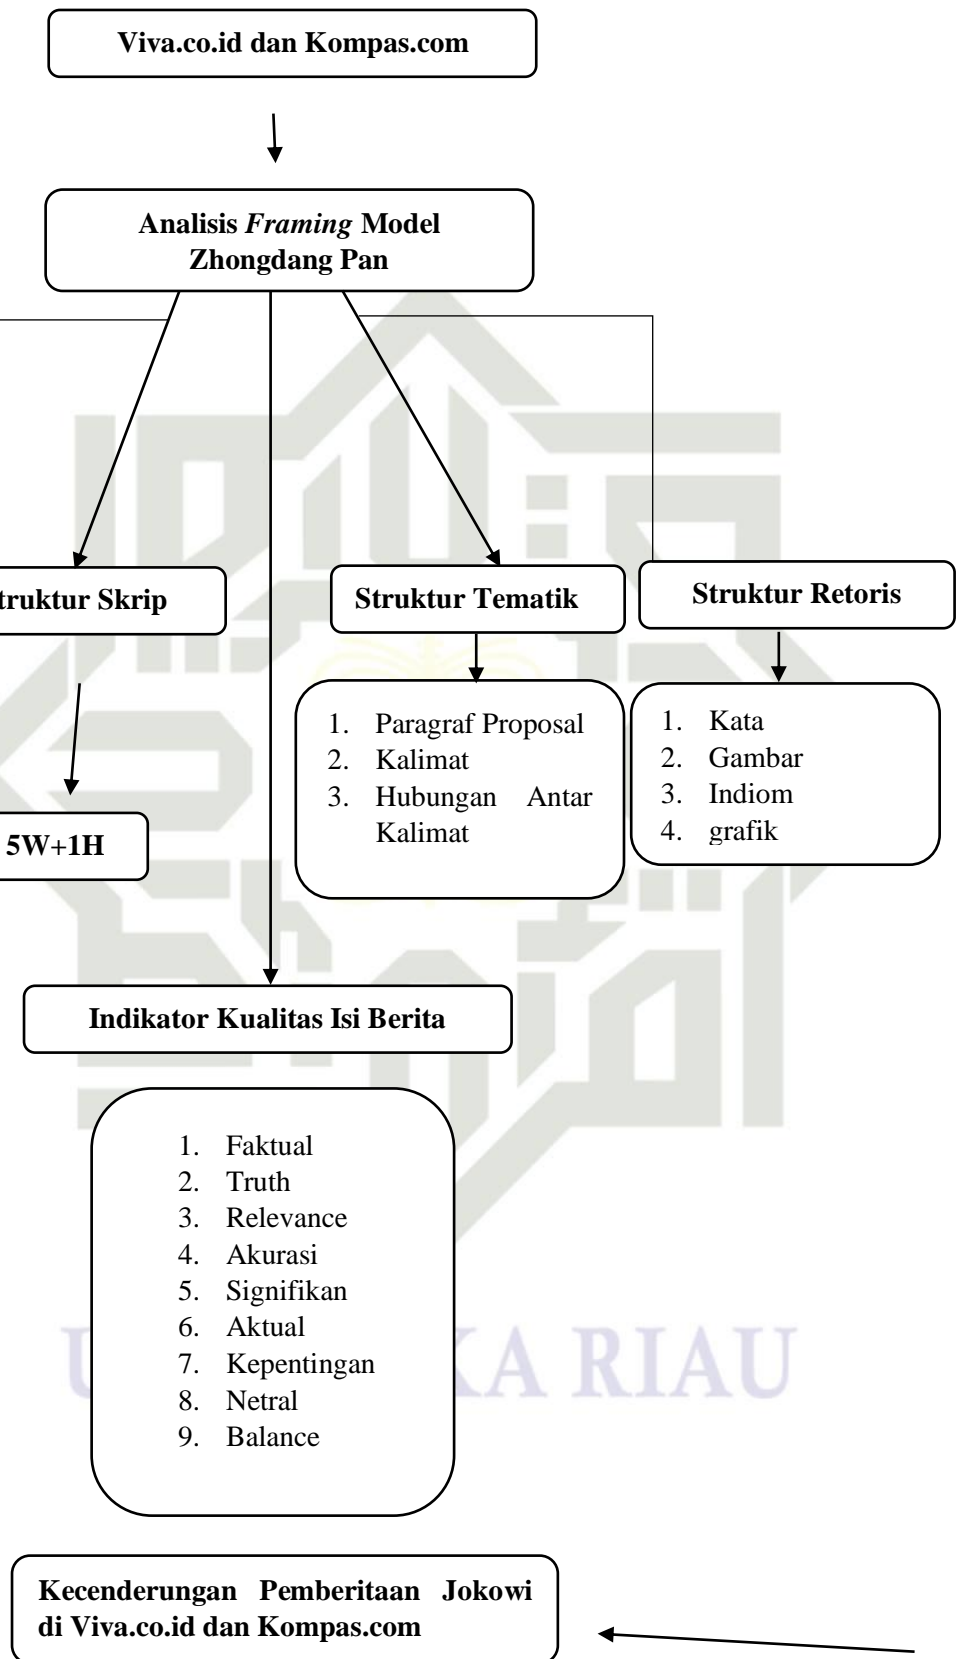 Viva.co.id dan Kompas.com
Analisis Framing Model
Zhongdang Pan
truktur Skrip
Struktur Tematik
Struktur Retoris
5W+1H
1. Paragraf Proposal
2. Kalimat
3. Hubungan Antar
Kalimat
1. Kata
2. Gambar
3. Indiom
4. grafik
Indikator Kualitas Isi Berita
1. Faktual
2. Truth
3. Relevance
4. Akurasi
5. Signifikan
6. Aktual
7. Kepentingan
8. Netral
9. Balance
KA RIAU
Kecenderungan Pemberitaan Jokowi
di Viva.co.id dan Kompas.com